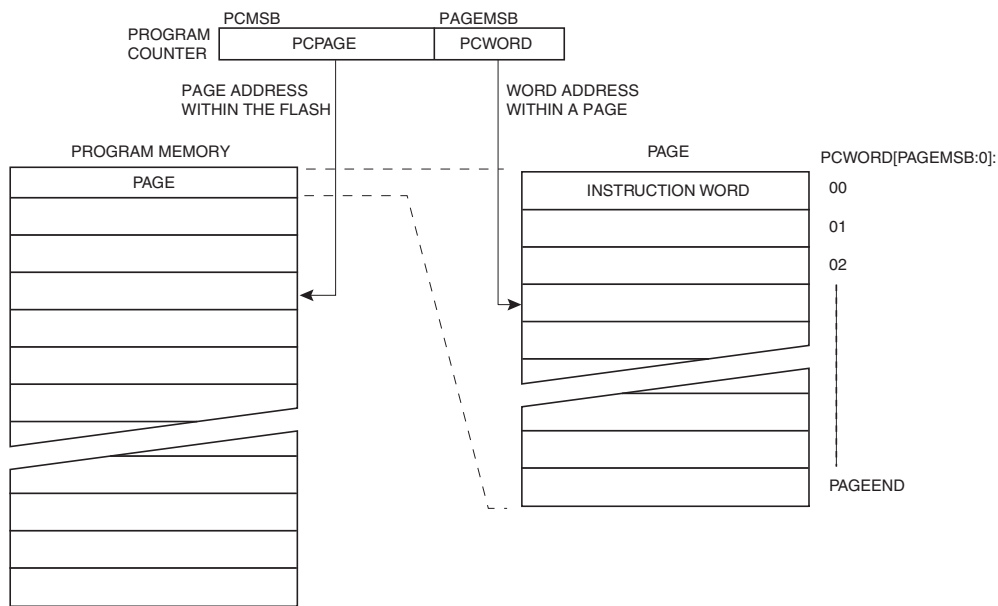 PCMSB
PAGEMSB
PROGRAM
COUNTER
PCPAGE
PCWORD
PAGE ADDRESS
WITHIN THE FLASH
WORD ADDRESS
WITHIN A PAGE
PROGRAM MEMORY
PAGE
PAGE
INSTRUCTION WORD
PCWORD[PAGEMSB:0]:
00
01
02
PAGEEND